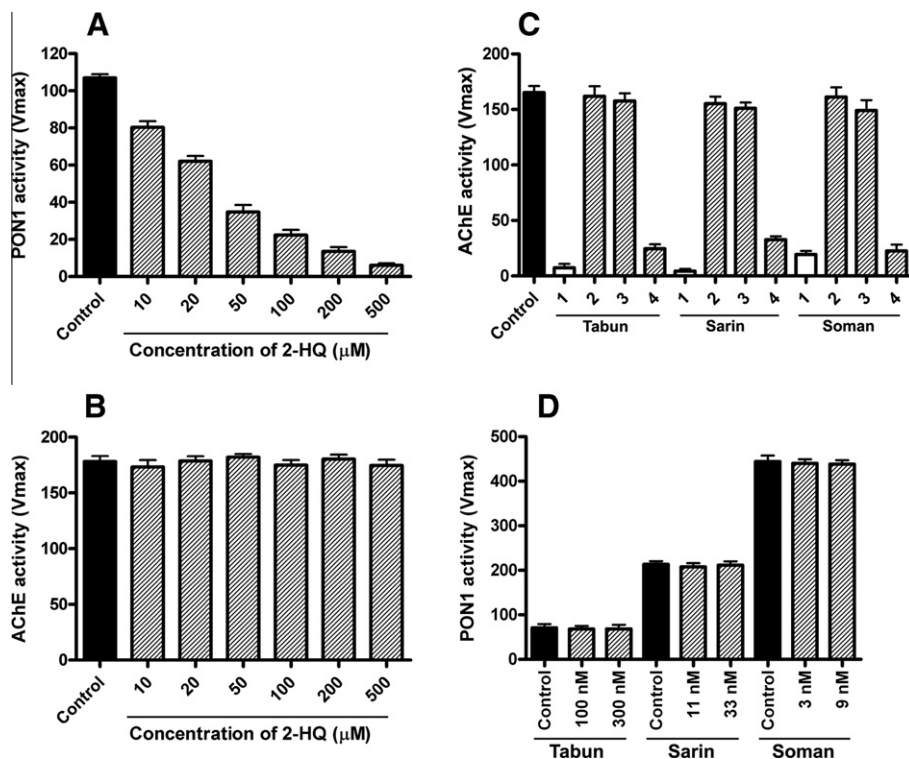 A
PON1 activity (Vmax)
120
100
80
60
40
20
0
Control
10
20
50
100
200
500
Concentration of 2-HQ (μM)
C
AChE activity (Vmax)
200
150
100
50
0
Control
1
2
3
4
1
2
3
4
1
2
3
4
Tabun
Sarin
Soman
B
AChE activity (Vmax)
200
150
100
50
0
Control
10
20
50
100
200
500
Concentration of 2-HQ (μM)
D
PON1 activity (Vmax)
500
400
300
200
100
0
Control
100 nM
300 nM
Control
11 nM
33 nM
Control
3 nM
9 nM
Tabun
Sarin
Soman